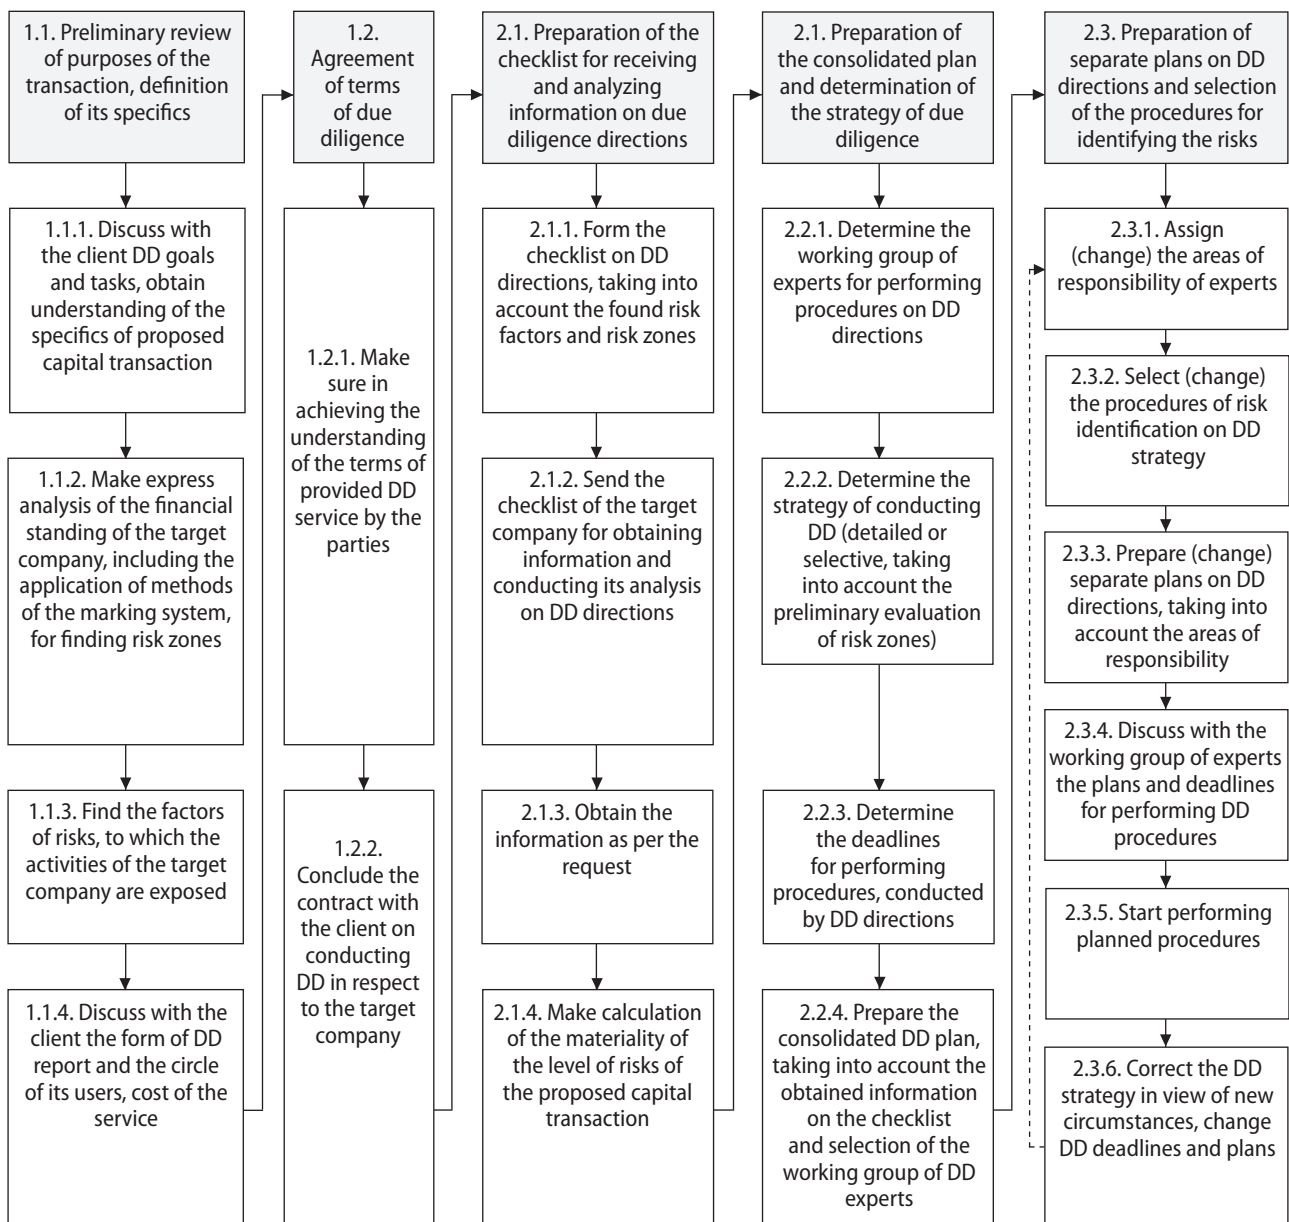 1.1. Preliminary review
of purposes of the
transaction, definition
of its specifics
1.1.1. Discuss with
the client DD goals
and tasks, obtain
understanding of the
specifics of proposed
capital transaction
1.1.2. Make express
analysis of the financial
standing of the target
company, including the
application of methods
of the marking system,
for finding risk zones
1.1.3. Find the factors
of risks, to which the
activities of the target
company are exposed
1.1.4. Discuss with the
client the form of DD
report and the circle
of its users, cost of the
service
1.2.
Agreement
of terms
of due
diligence
1.2.1. Make
sure in
achieving the
understanding
of the terms of
provided DD
service by the
parties
1.2.2.
Conclude the
contract with
the client on
conducting
DD in respect
to the target
company
2.1. Preparation of the
checklist for receiving
and analyzing
information on due
diligence directions
2.1.1. Form the
checklist on DD
directions, taking into
account the found risk
factors and risk zones
2.1.2. Send the
checklist of the target
company for obtaining
information and
conducting its analysis
on DD directions
2.1.3. Obtain the
information as per the
request
2.1.4. Make calculation
of the materiality of
the level of risks of
the proposed capital
transaction
2.1. Preparation of
the consolidated plan
and determination of
the strategy of due
diligence
2.2.1. Determine the
working group of
experts for performing
procedures on DD
directions
2.2.2. Determine the
strategy of conducting
DD (detailed or
selective, taking
into account the
preliminary evaluation
of risk zones)
2.2.3. Determine
the deadlines
for performing
procedures, conducted
by DD directions
2.2.4. Prepare the
consolidated DD plan,
taking into account the
obtained information
on the checklist
and selection of the
working group of DD
experts
2.3. Preparation of
separate plans on DD
directions and selection
of the procedures for
identifying the risks
2.3.1. Assign
(change) the areas of
responsibility of experts
2.3.2. Select (change)
the procedures of risk
identification on DD
strategy
2.3.3. Prepare (change)
separate plans on DD
directions, taking into
account the areas of
responsibility
2.3.4. Discuss with the
working group of experts
the plans and deadlines
for performing DD
procedures
2.3.5. Start performing
planned procedures
2.3.6. Correct the DD
strategy in view of new
circumstances, change
DD deadlines and plans